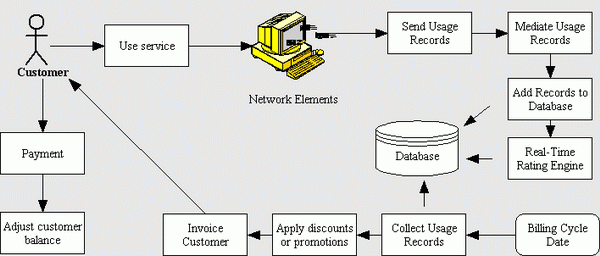 Customer
Use service
Network Elements
Send Usage
Records
Mediate Usage
Records
Add Records to
Database
Real-Time
Rating Engine
Database
Payment
Adjust customer
balance
Invoice
Customer
Apply discounts
or promotions
Collect Usage
Records
Billing Cycle
Date